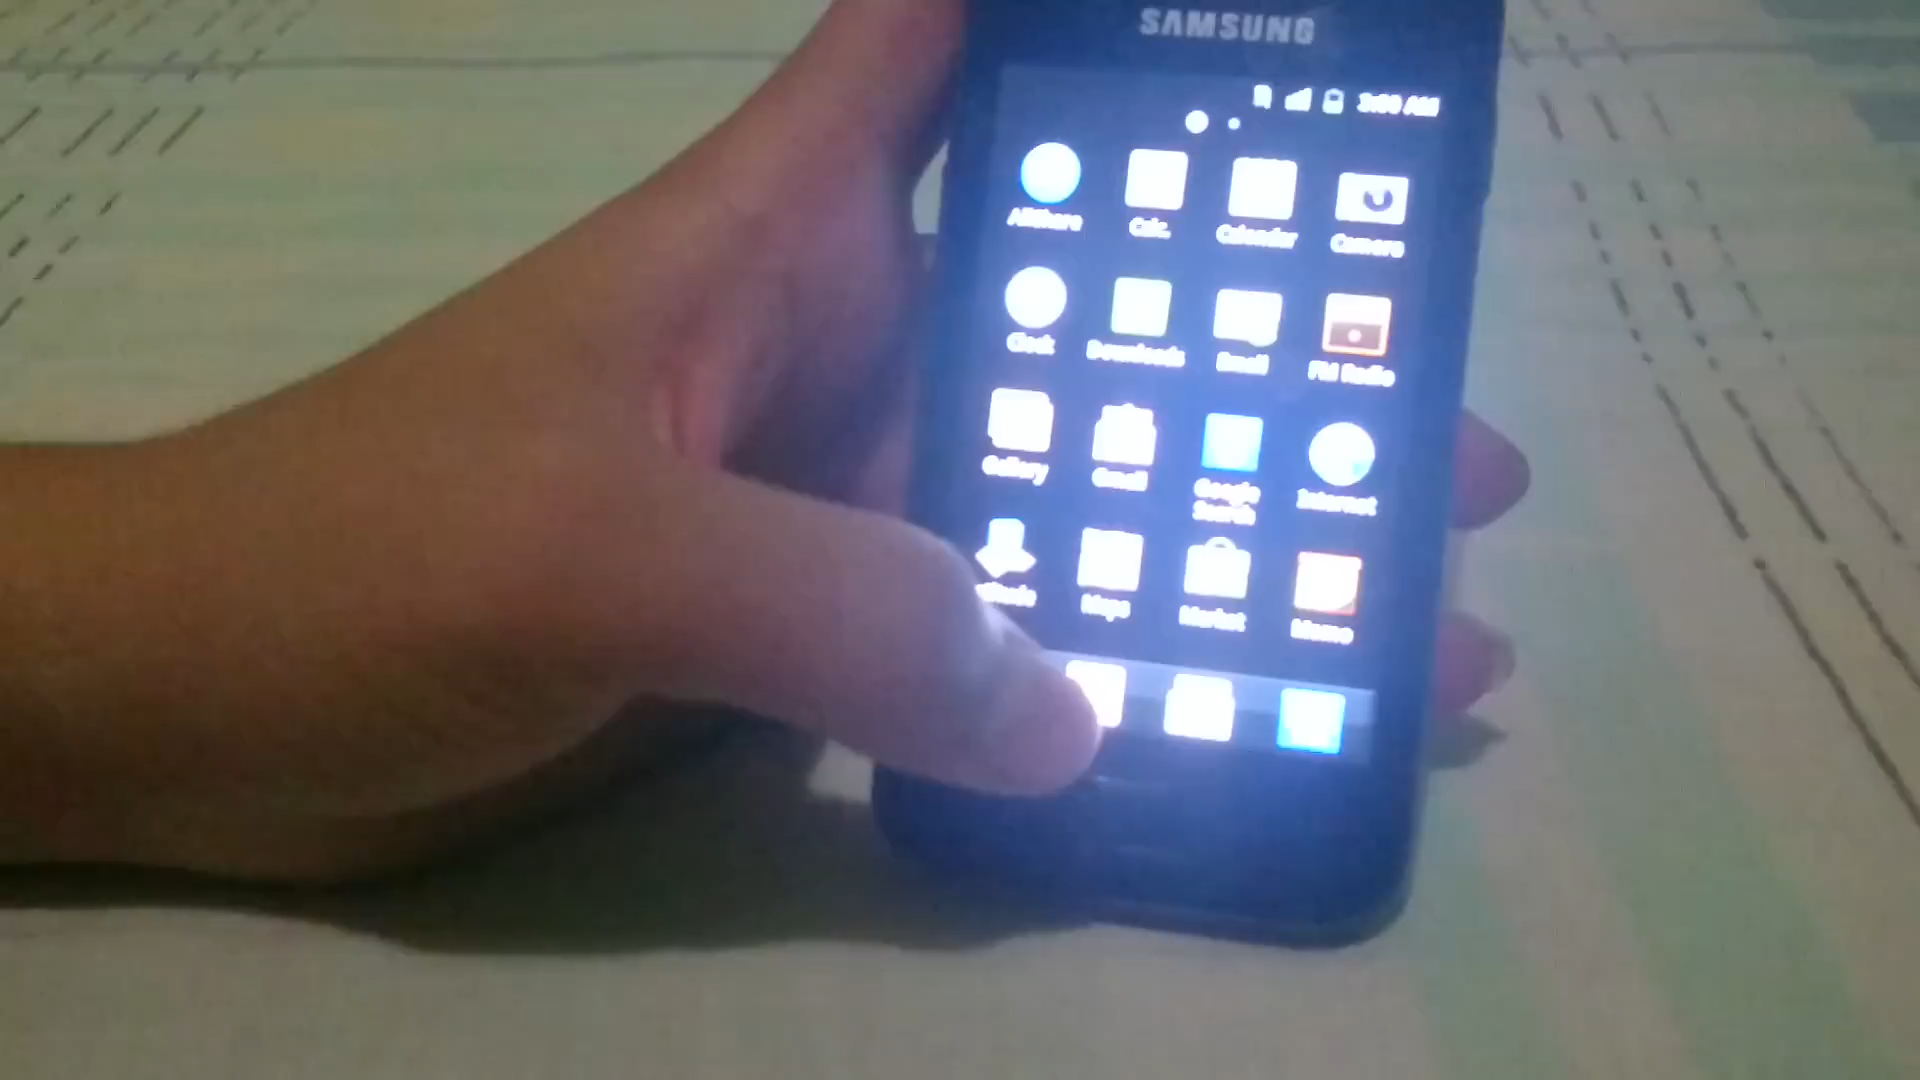 SAMSUNG
AllShare Calc. Calendar Camera
Clock Downloads Email FM Radio
Gallery Gmail Google Search Internet
Maps Market Memo